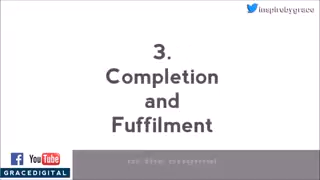 inspirebygrace
3.
Completion
and
Fuffilment
f YouTube
GRACEDIGITAL